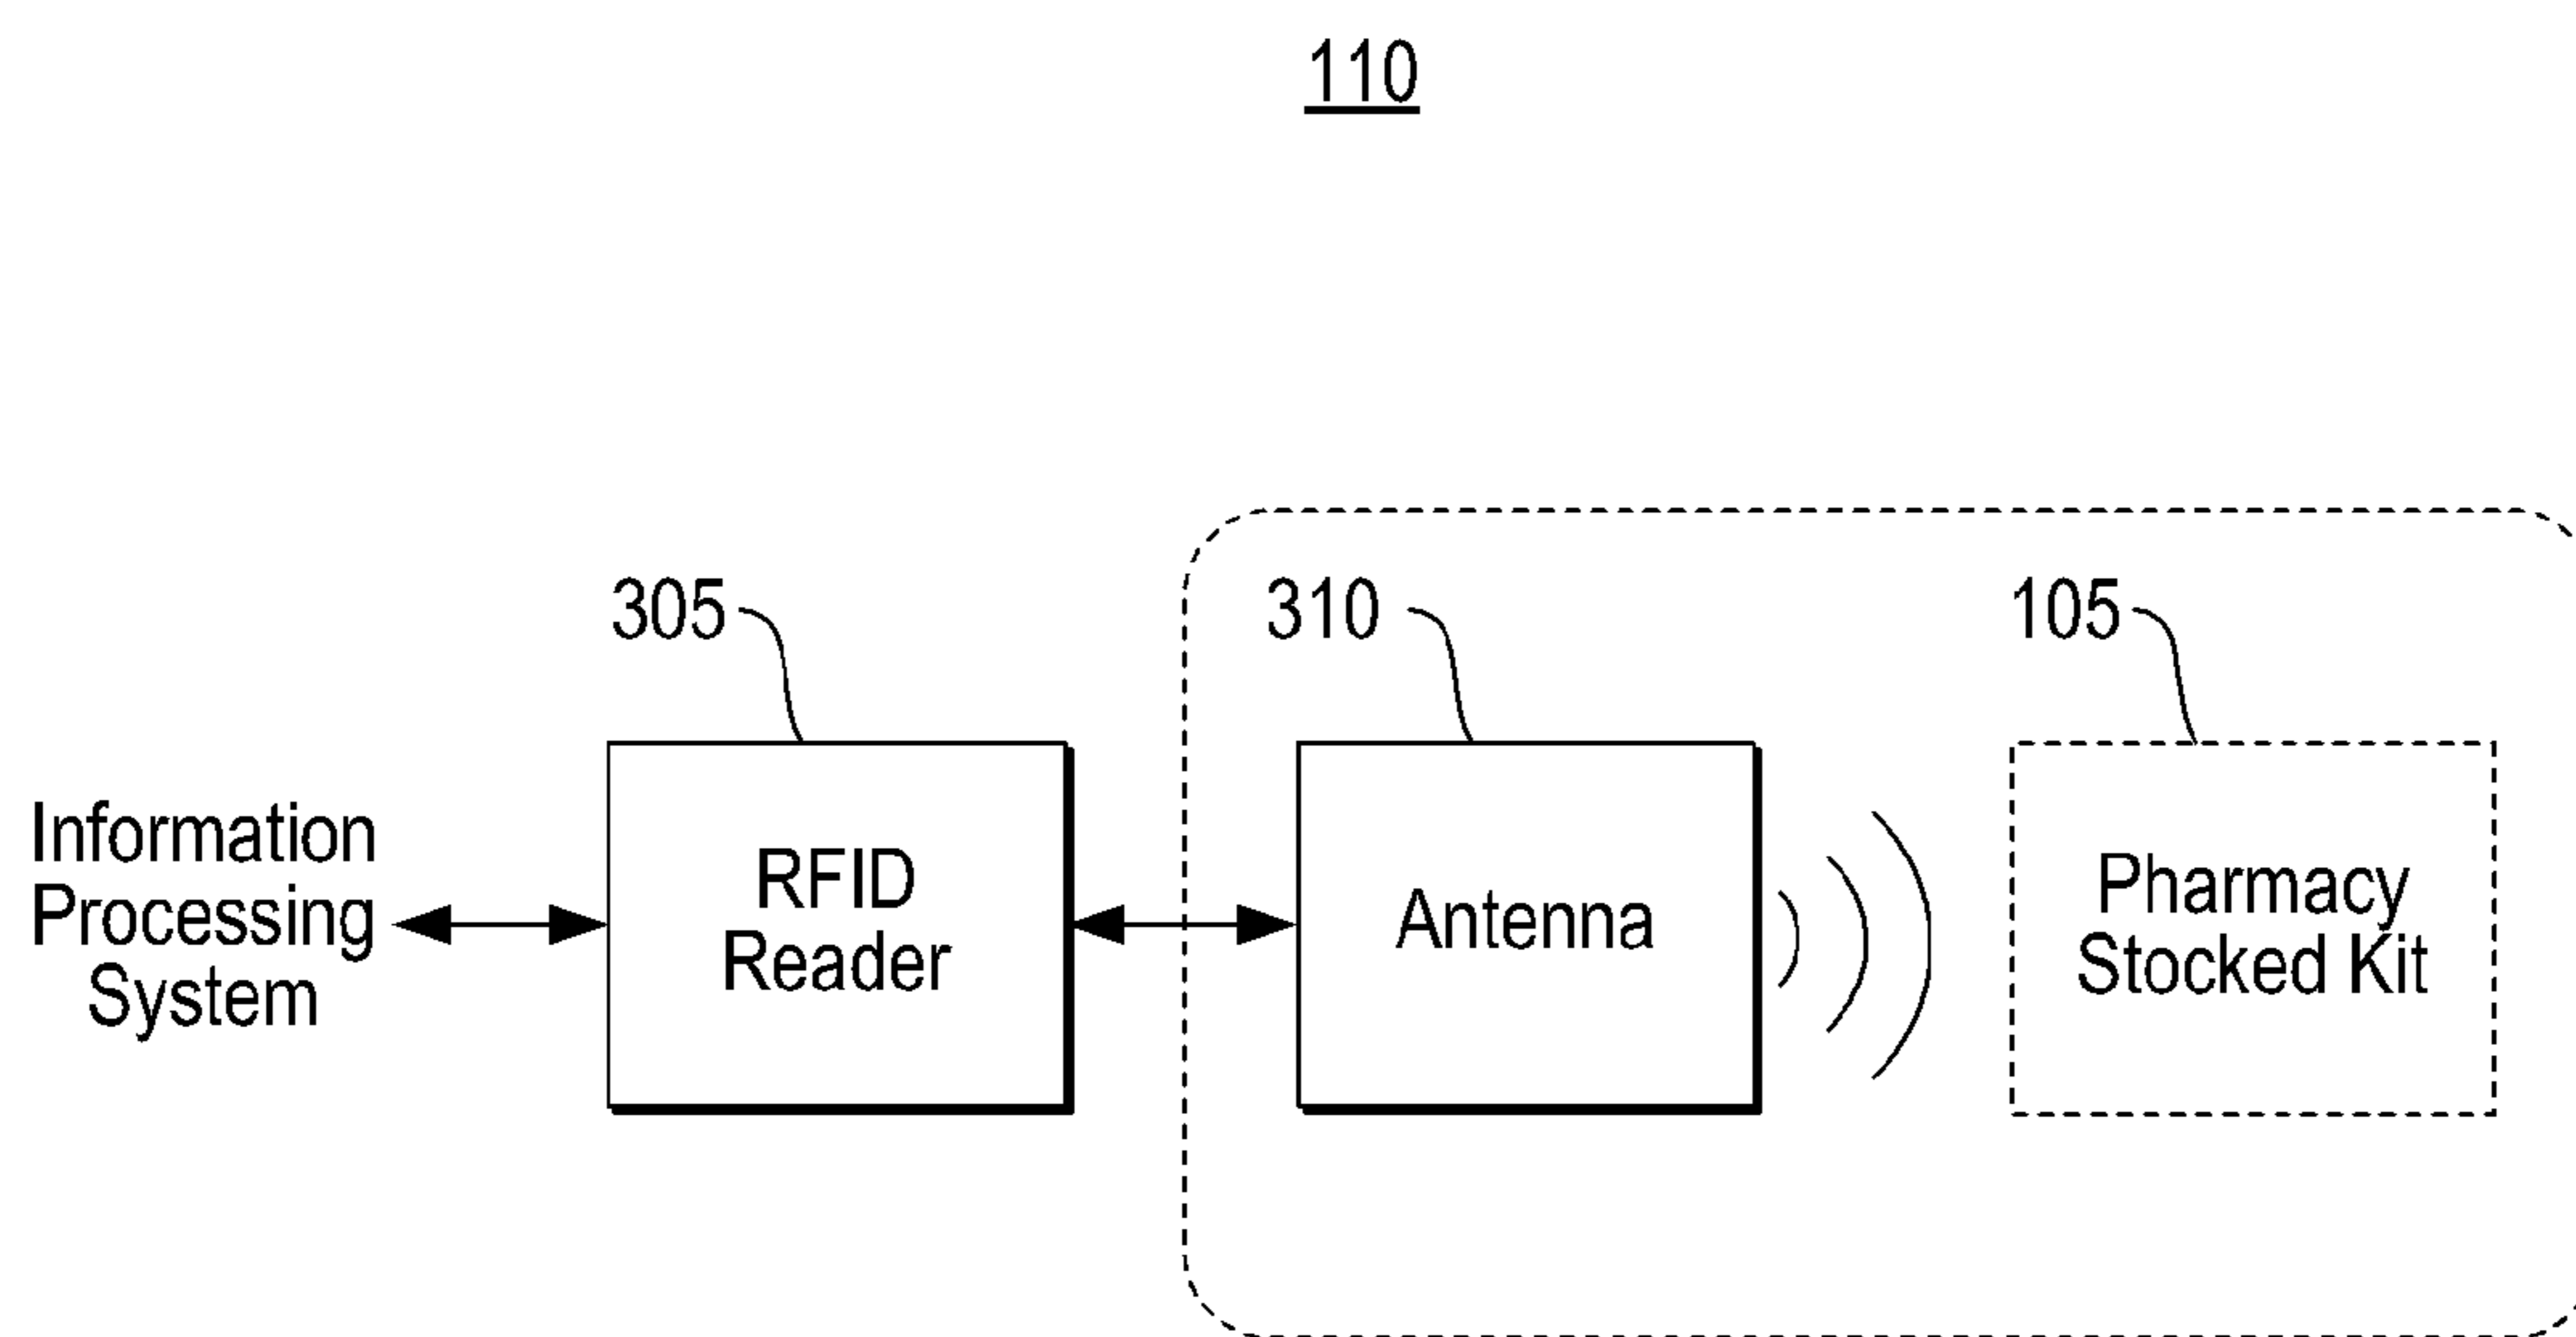 110
305
310
105
Information
Processing
System
RFID
Reader
Antenna
Pharmacy
Stocked Kit